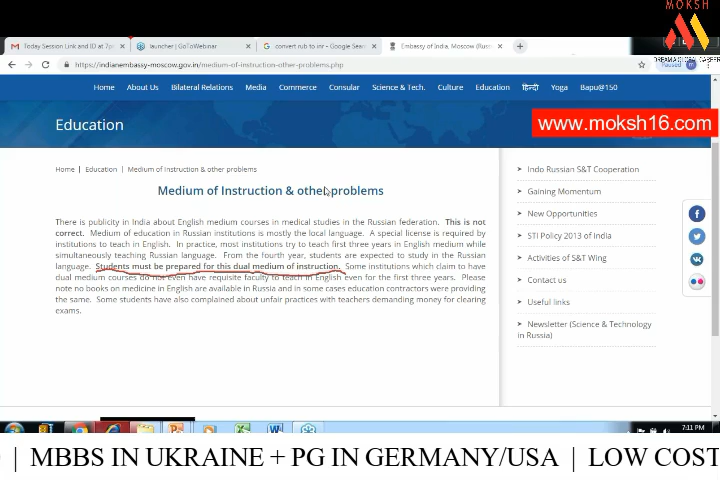 MOKSH
DREAM A GLOBAL CAREER
Today Session Link and ID at 7p
launcher | GoToWebinar
convert rub to inr - Google Sear
Embassy of India, Moscow (Russ
https://indianembassy-moscow.gov.in/medium-of-instruction-other-problems.php
Paused
Home About Us Bilateral Relations Media Commerce Consular Science & Tech. Culture Education हिन्दी Yoga Bapu@150
Education
www.moksh16.com
Home | Education | Medium of Instruction & other problems
Medium of Instruction & other problems
There is publicity in India about English medium courses in medical studies in the Russian federation. This is not
correct. Medium of education in Russian institutions is mostly the local language. A special license is required by
institutions to teach in English. In practice, most institutions try to teach first three years in English medium while
simultaneously teaching Russian language. From the fourth year, students are expected to study in the Russian
language. Students must be prepared for this dual medium of instruction. Some institutions which claim to have
dual medium courses do not even have requisite faculty to teach in English even for the first three years. Please
note no books on medicine in English are available in Russia and in some cases education contractors were providing
the same. Some students have also complained about unfair practices with teachers demanding money for clearing
exams.
Indo Russian S&T Cooperation
Gaining Momentum
New Opportunities
STI Policy 2013 of India
Activities of S&T Wing
Contact us
Useful links
Newsletter (Science & Technology
in Russia)
7:11 PM
| MBBS IN UKRAINE + PG IN GERMANY/USA | LOW COST